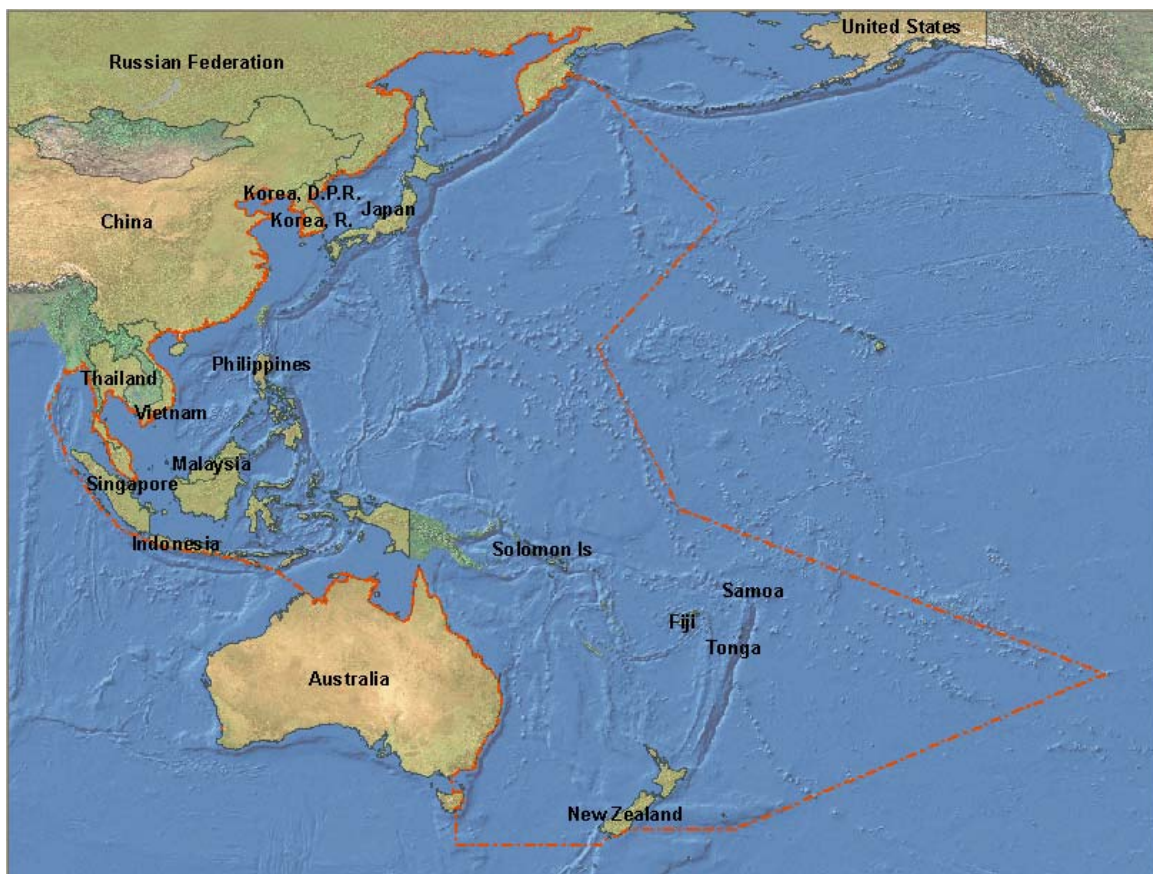 United States
Russian Federation
Korea, D.P.R.
Japan
China
Korea, R.
Philippines
Thailand
Vietnam
Malaysia
Singapore
Indonesia
Solomon Is
Samoa
Fiji
Tonga
Australia
New Zealand